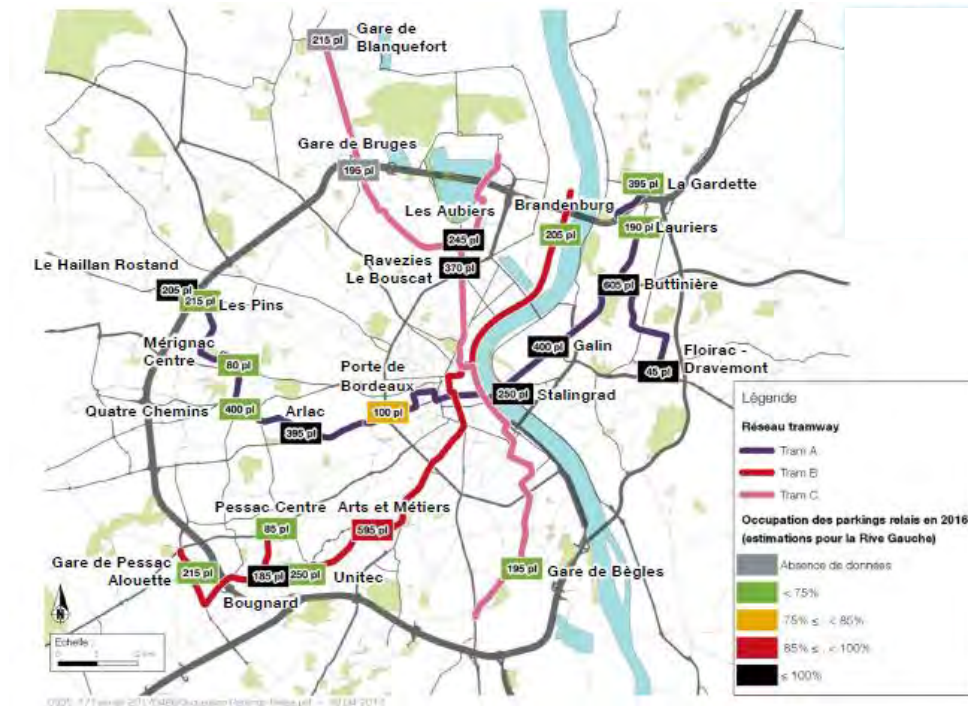 Gare de
Blanquefort
215 pl
Gare de Bruges
195 pl
Les Aubiers
245 pl
Ravezies
Le Bouscat
370 pl
Brandenburg
205 pl
395 pl
La Gardette
190 pl
Lauriers
605 pl
Buttinière
Le Haillan Rostand
205 pl
215 pl
Les Pins
Mérignac
Centre
80 pl
Quatre Chemins
400 pl
Arlac
395 pl
Porte de
Bordeaux
100 pl
400 pl
Galin
250 pl
Stalingrad
Floirac -
Dravemont
45 pl
Pessac Centre
85 pl
Arts et Métiers
595 pl
Gare de Pessac
Alouette
215 pl
185 pl
Bougnard
250 pl
Unitec
195 pl
Gare de Bègles
N
Echelle :
0
Légende
Réseau tramway
Tram A
Tram B
Tram C
Occupation des parkings relais en 2016
(estimations pour la Rive Gauche)
Absence de données
< 75%
75% ≤ . < 85%
85% ≤ . < 100%
≤ 100%